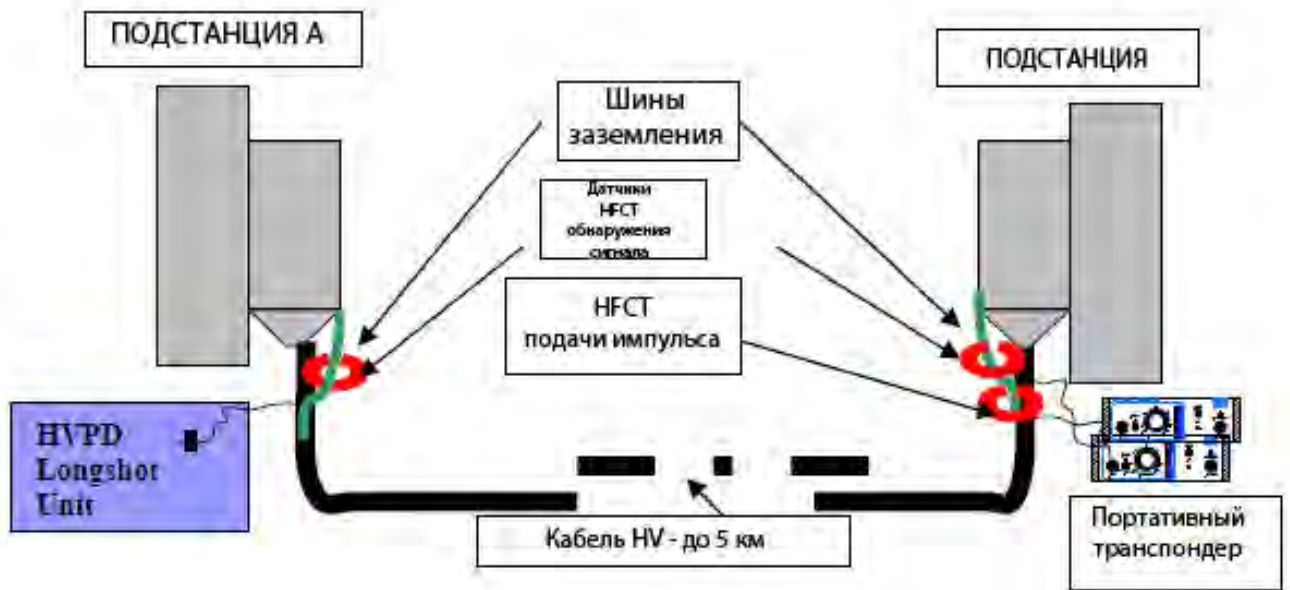 ПОДСТАНЦИЯ А
ПОДСТАНЦИЯ
Шины
заземления
Датчики
HFCT
обнаружения
сигнала
HFCT
подачи импульса
HVPD
Longshot
Unit
Кабель HV - до 5 км
Портативный
транспондер